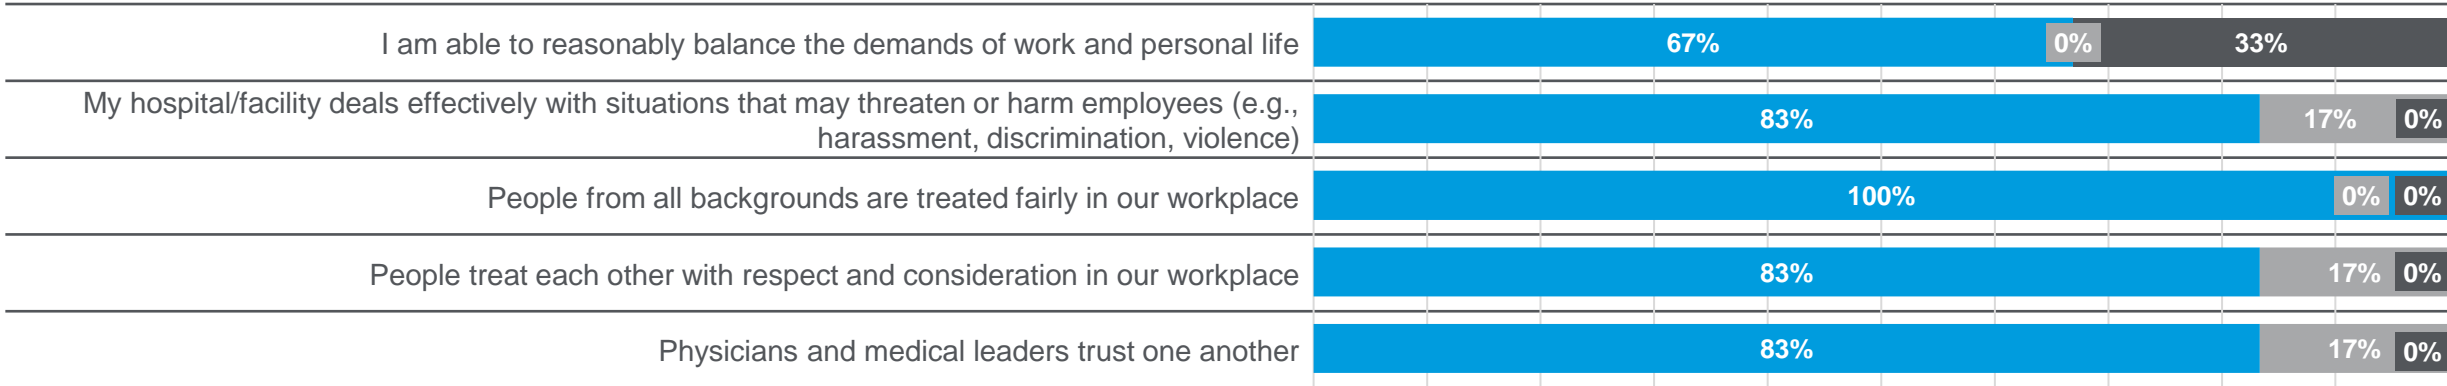 I am able to reasonably balance the demands of work and personal life 67% 0% 33%
My hospital/facility deals effectively with situations that may threaten or harm employees (e.g.,
harassment, discrimination, violence) 83% 17% 0%
People from all backgrounds are treated fairly in our workplace 100% 0% 0%
People treat each other with respect and consideration in our workplace 83% 17% 0%
Physicians and medical leaders trust one another 83% 17% 0%